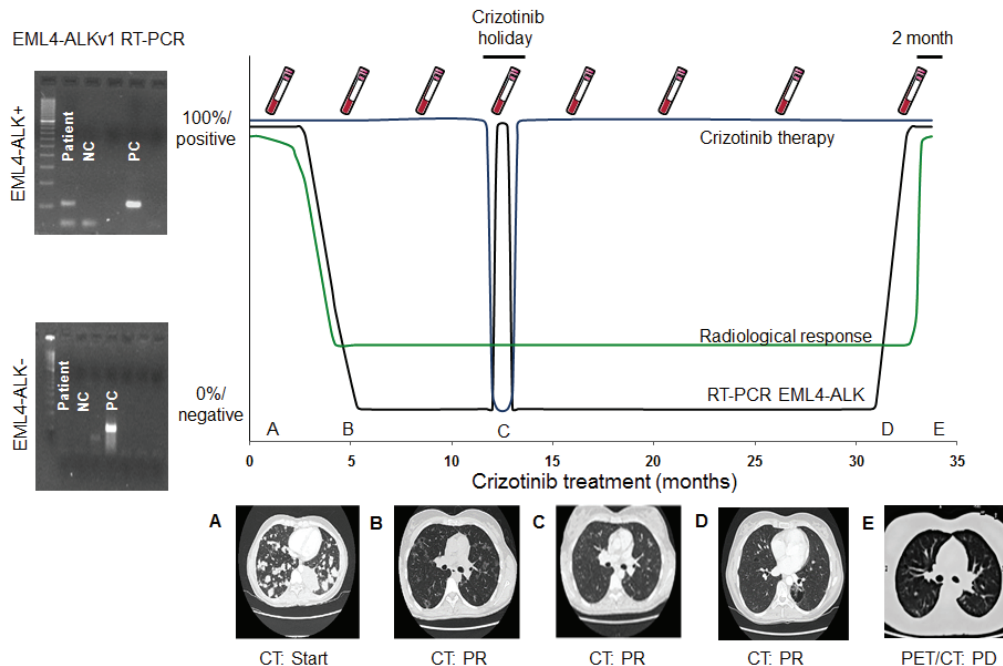 EML4-ALKv1 RT-PCR
EML4-ALK+
Patient
NC
PC
EML4-ALK-
Patient
NC
PC
Crizotinib
holiday
2 month
100%/
positive
Crizotinib therapy
Radiological response
0%/
negative
RT-PCR EML4-ALK
A
B
C
D
E
0
5
10
15
20
25
30
35
Crizotinib treatment (months)
A
B
C
D
E
CT: Start
CT: PR
CT: PR
CT: PR
PET/CT: PD